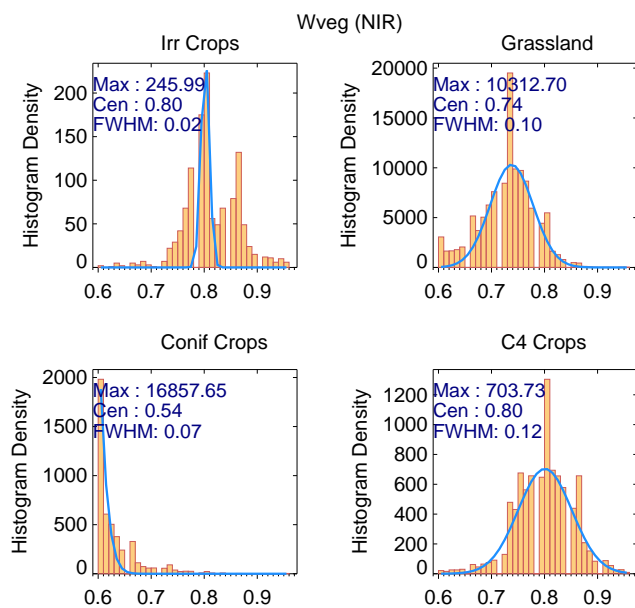 Wveg (NIR)
Irr Crops
Max : 245.99
Cen : 0.80
FWHM: 0.02
Histogram Density
200
150
100
50
0
0.6 0.7 0.8 0.9
Grassland
Max : 10312.70
Cen : 0.74
FWHM: 0.10
Histogram Density
20000
15000
10000
5000
0
0.6 0.7 0.8 0.9
Conif Crops
Max : 16857.65
Cen : 0.54
FWHM: 0.07
Histogram Density
2000
1500
1000
500
0
0.6 0.7 0.8 0.9
C4 Crops
Max : 703.73
Cen : 0.80
FWHM: 0.12
Histogram Density
1200
1000
800
600
400
200
0
0.6 0.7 0.8 0.9